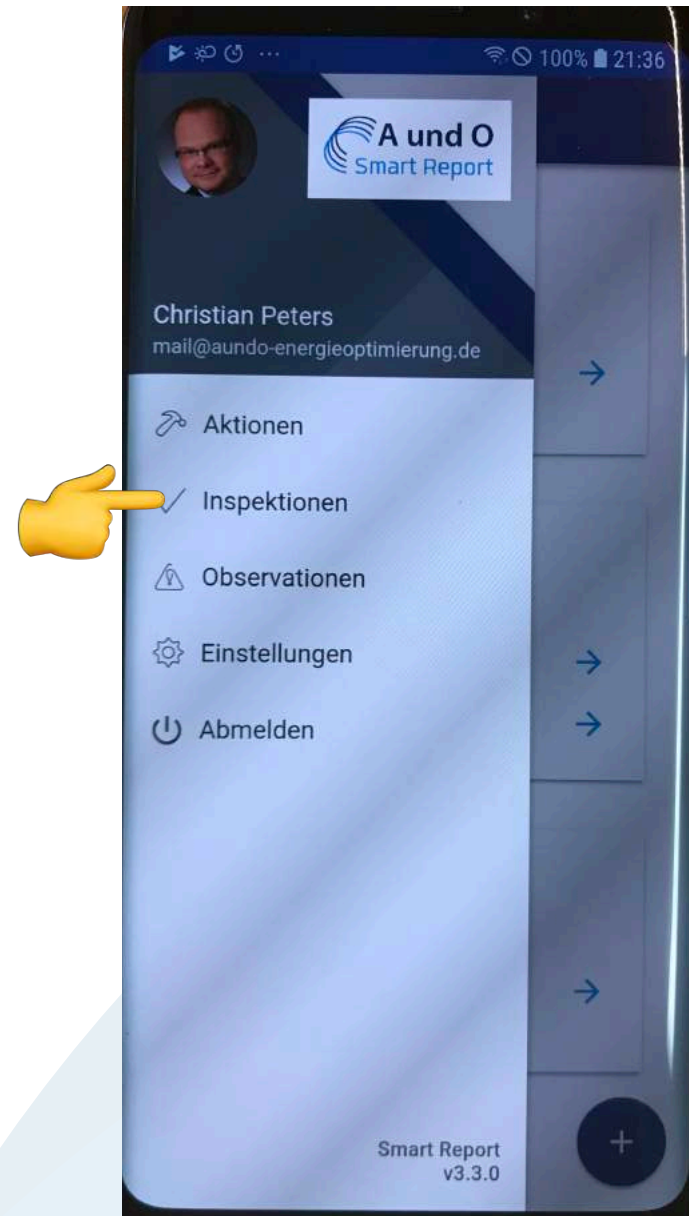 100% 21:36
A und O
Smart Report
Christian Peters
mail@aundo-energieoptimierung.de
Aktionen
Inspektionen
Observationen
Einstellungen
Abmelden
Smart Report
v3.3.0